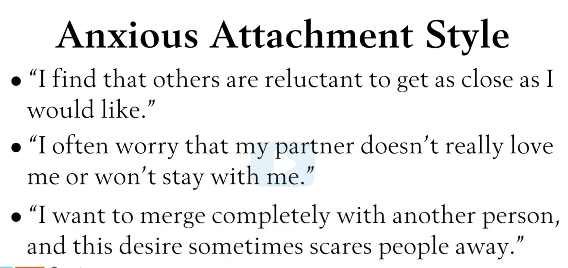 Anxious Attachment Style
• “I find that others are reluctant to get as close as I
would like.”
• “I often worry that my partner doesn’t really love
me or won’t stay with me.”
• “I want to merge completely with another person,
and this desire sometimes scares people away.”